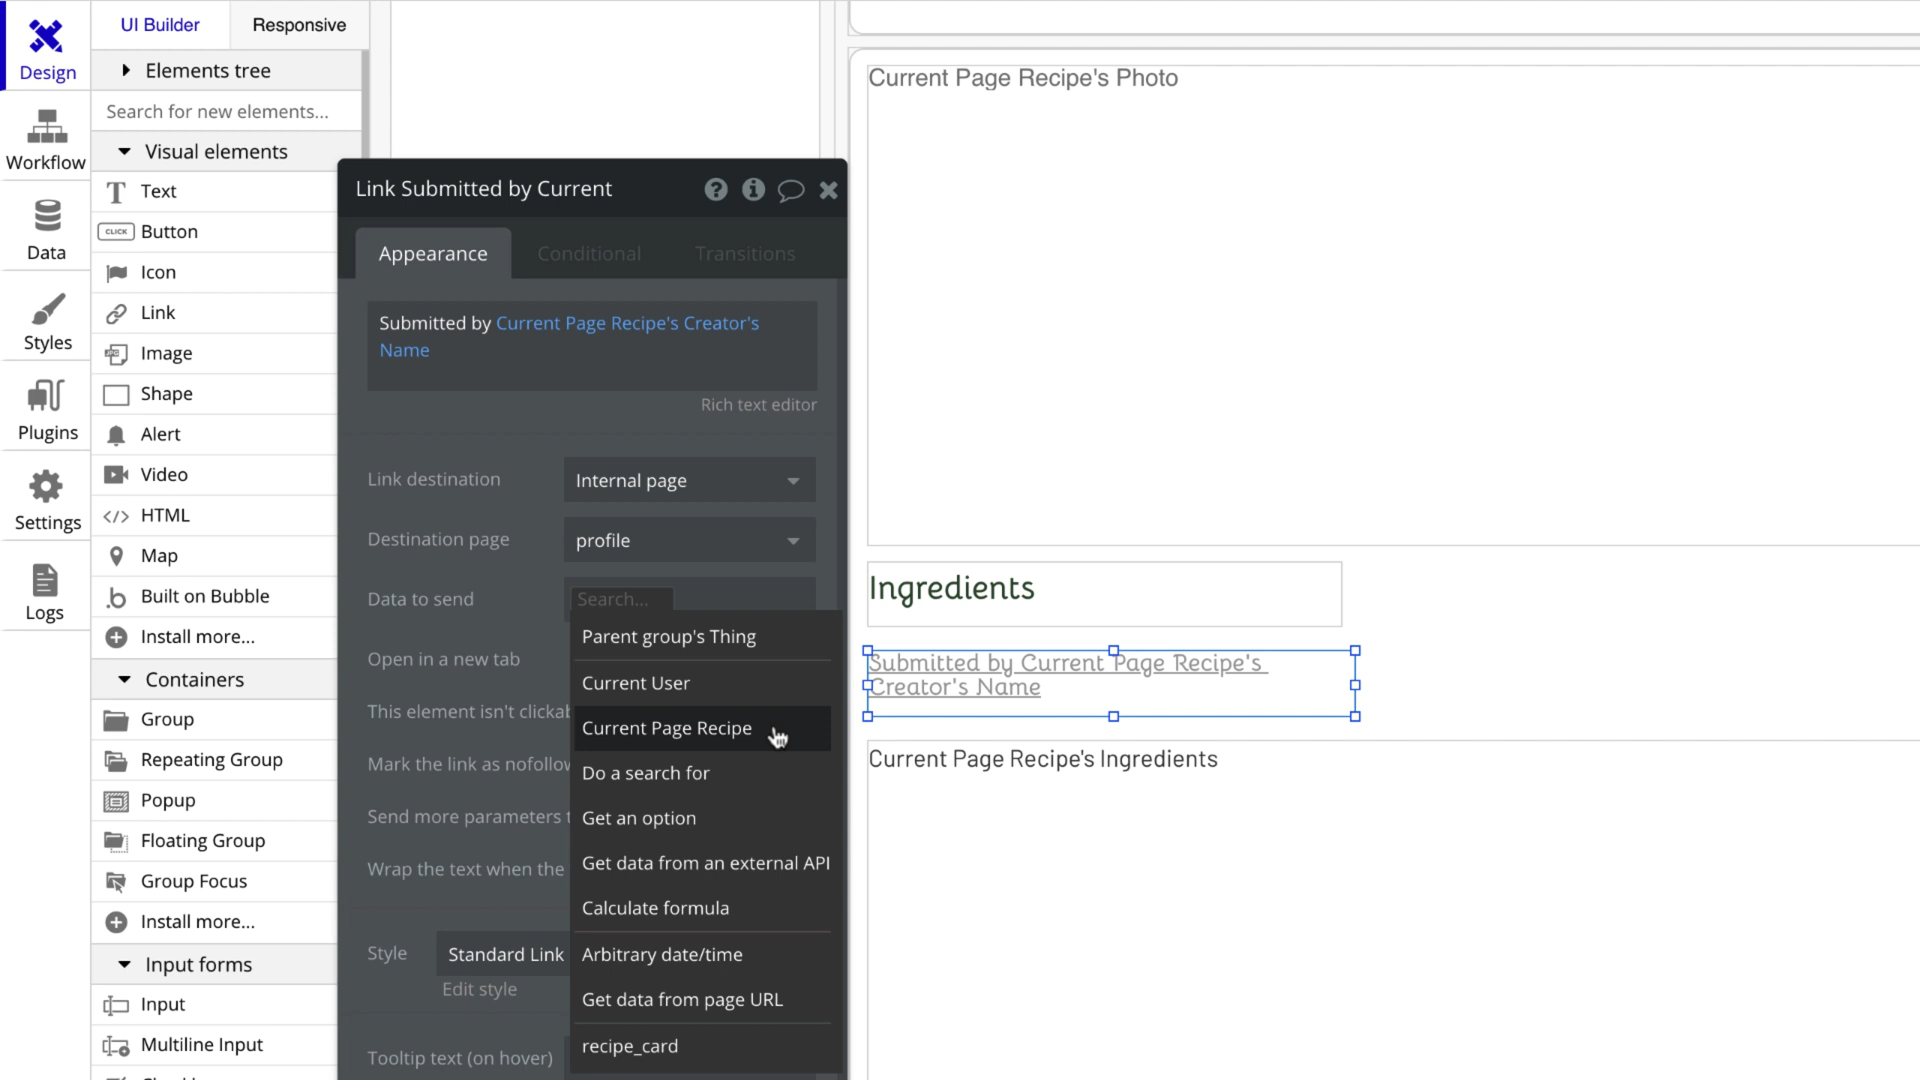 Design
Workflow
Data
Styles
Plugins
Settings
Logs
UI Builder
Responsive
Elements tree
Search for new elements...
Visual elements
Text
CLICK
Button
Icon
Link
Image
Shape
Alert
Video
HTML
Map
Built on Bubble
Install more...
Containers
Group
Repeating Group
Popup
Floating Group
Group Focus
Install more...
Input forms
Input
Multiline Input
Link Submitted by Current
Appearance
Conditional
Transitions
Submitted by Current Page Recipe's Creator's
Name
Rich text editor
Link destination
Internal page
Destination page
profile
Data to send
Search...
Open in a new tab
This element isn't clickab
Mark the link as nofollow
Send more parameters t
Wrap the text when the
Style
Standard Link
Edit style
Tooltip text (on hover)
Parent group's Thing
Current User
Current Page Recipe
Do a search for
Get an option
Get data from an external API
Calculate formula
Arbitrary date/time
Get data from page URL
recipe_card
Current Page Recipe's Photo
Ingredients
Submitted by Current Page Recipe's
Creator's Name
Current Page Recipe's Ingredients